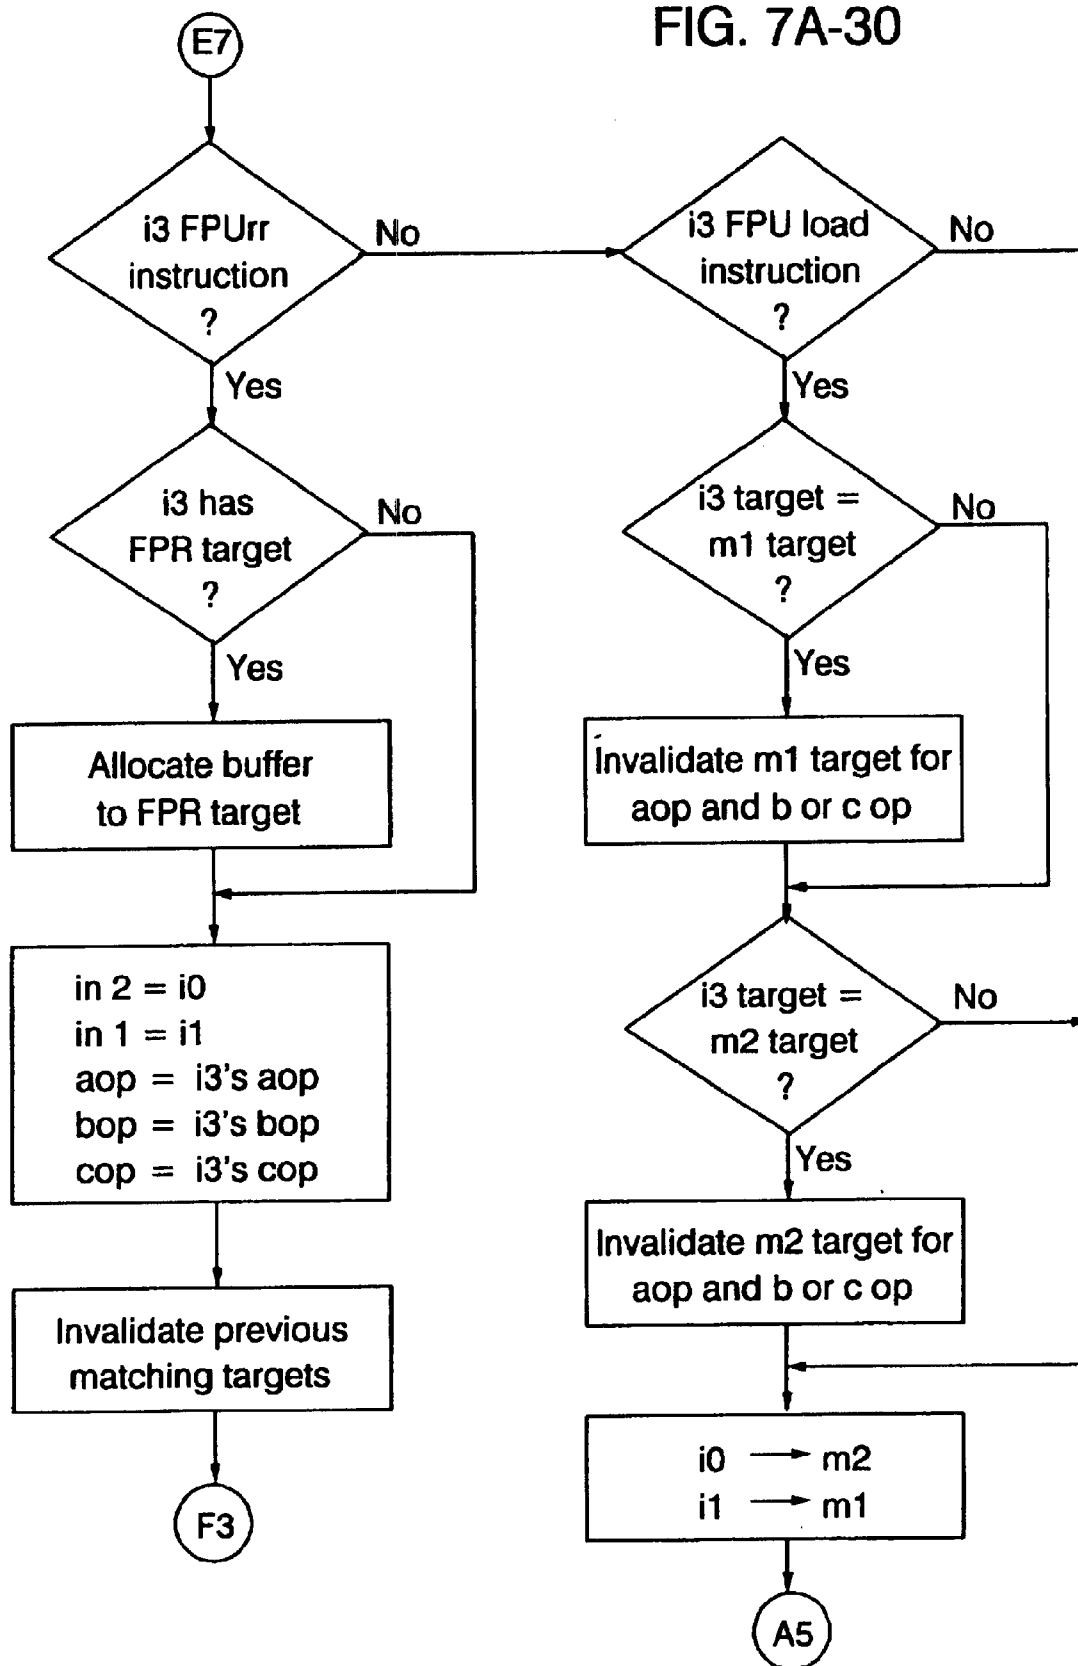 FIG. 7A-30
E7
i3 FPUrr
instruction
?
No
Yes
i3 has
FPR target
?
No
Yes
Allocate buffer
to FPR target
in 2 = i0
in 1 = i1
aop = i3's aop
bop = i3's bop
cop = i3's cop
Invalidate previous
matching targets
F3
i3 FPU load
instruction
?
No
Yes
i3 target =
m1 target
?
No
Yes
Invalidate m1 target for
aop and b or c op
i3 target =
m2 target
?
No
Yes
Invalidate m2 target for
aop and b or c op
i0 → m2
i1 → m1
A5